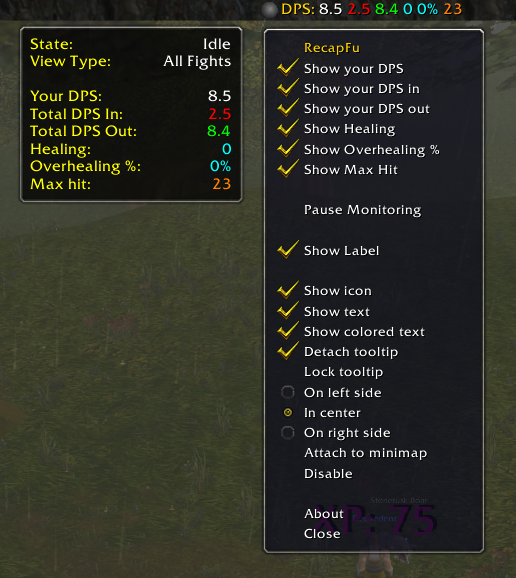 DPS: 8.5 2.5 8.4 0 0% 23
State: Idle
View Type: All Fights
Your DPS: 8.5
Total DPS In: 2.5
Total DPS Out: 8.4
Healing: 0
Overhealing %: 0%
Max hit: 23
RecapFu
Show your DPS
Show your DPS in
Show your DPS out
Show Healing
Show Overhealing %
Show Max Hit
Pause Monitoring
Show Label
Show icon
Show text
Show colored text
Detach tooltip
Lock tooltip
On left side
In center
On right side
Attach to minimap
Disable
About
XP: 75
Close